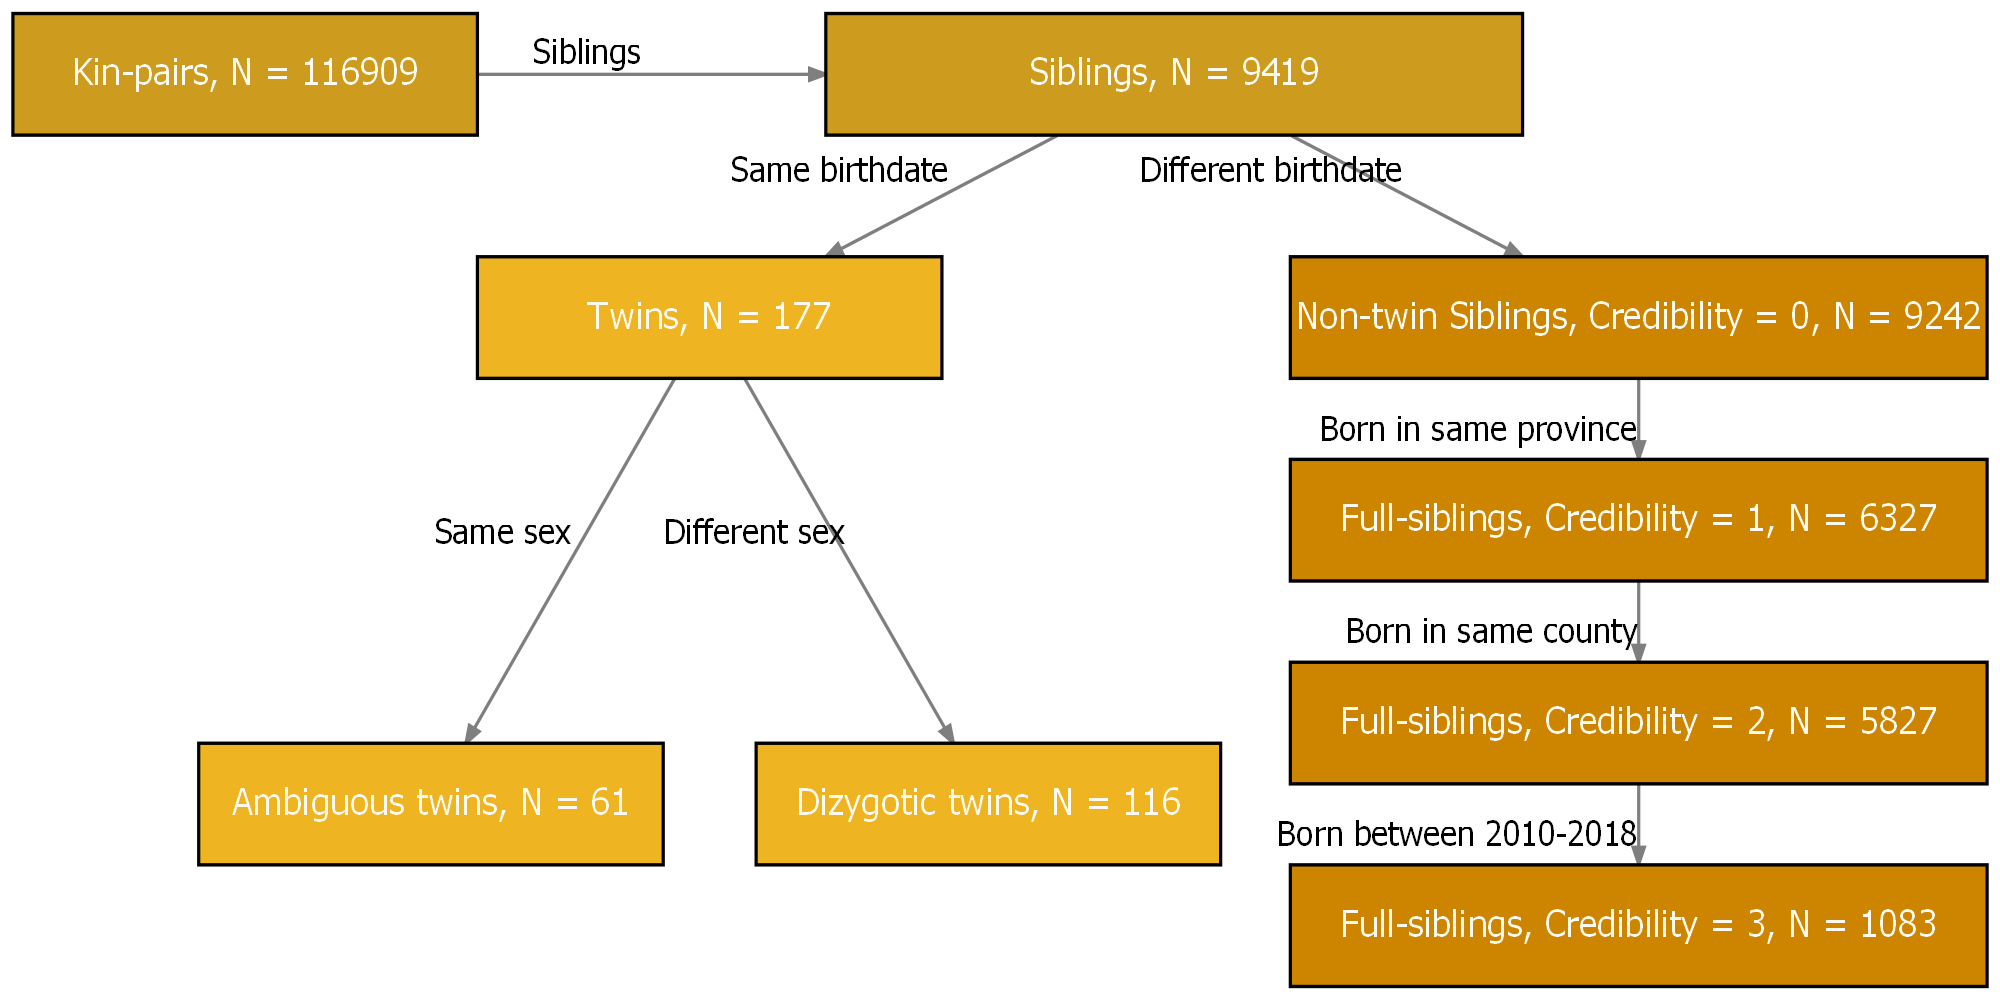 Kin-pairs, N = 116909
Siblings
Siblings, N = 9419
Same birthdate
Different birthdate
Twins, N = 177
Non-twin Siblings, Credibility = 0, N = 9242
Born in same province
Full-siblings, Credibility = 1, N = 6327
Same sex
Different sex
Born in same county
Full-siblings, Credibility = 2, N = 5827
Ambiguous twins, N = 61
Dizygotic twins, N = 116
Born between 2010-2018
Full-siblings, Credibility = 3, N = 1083